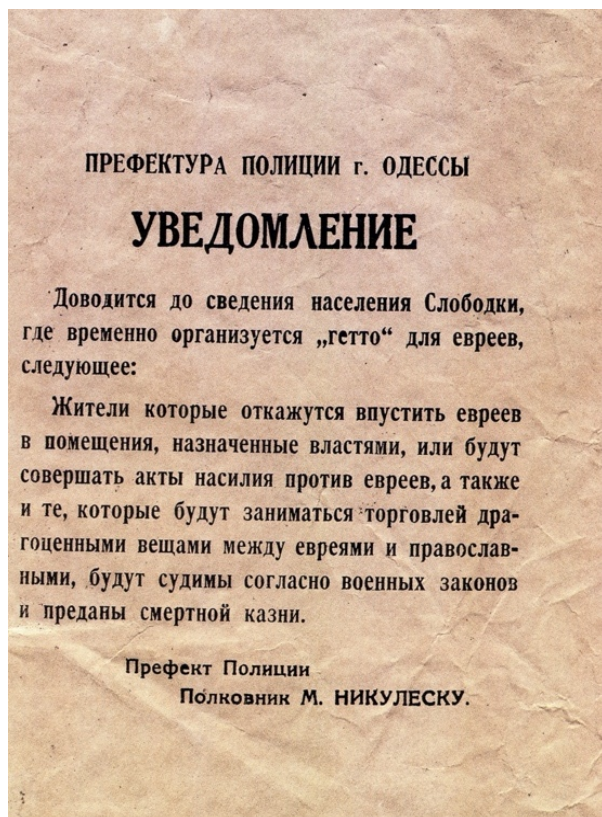 ПРЕФЕКТУРА ПОЛИЦИИ г. ОДЕССЫ
УВЕДОМЛЕНИЕ
Доводится до сведения населения Слободки,
где временно организуется „гетто“ для евреев,
следующее:
Жители которые откажутся впустить евреев
в помещения, назначенные властями, или будут
совершать акты насилия против евреев, а также
и те, которые будут заниматься торговлей дра-
гоценными вещами между евреями и православ-
ными, будут судимы согласно военных законов
и преданы смертной казни.
Префект Полиции
Полковник М. НИКУЛЕСКУ.